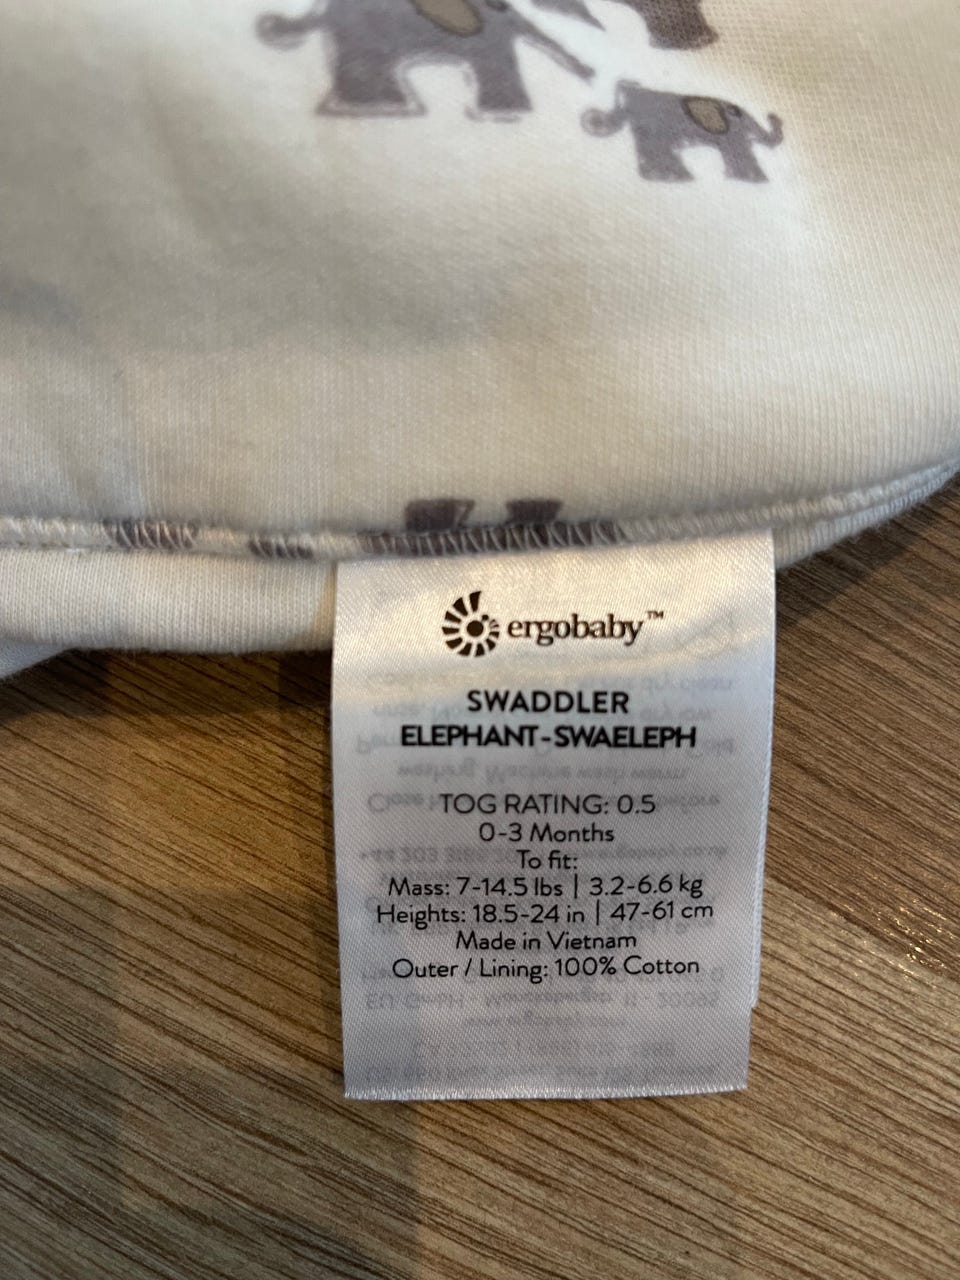 ergobaby™
SWADDLER
ELEPHANT-SWAELEPH
TOG RATING: 0.5
0-3 Months
To fit:
Mass: 7-14.5 lbs | 3.2-6.6 kg
Heights: 18.5-24 in | 47-61 cm
Made in Vietnam
Outer / Lining: 100% Cotton